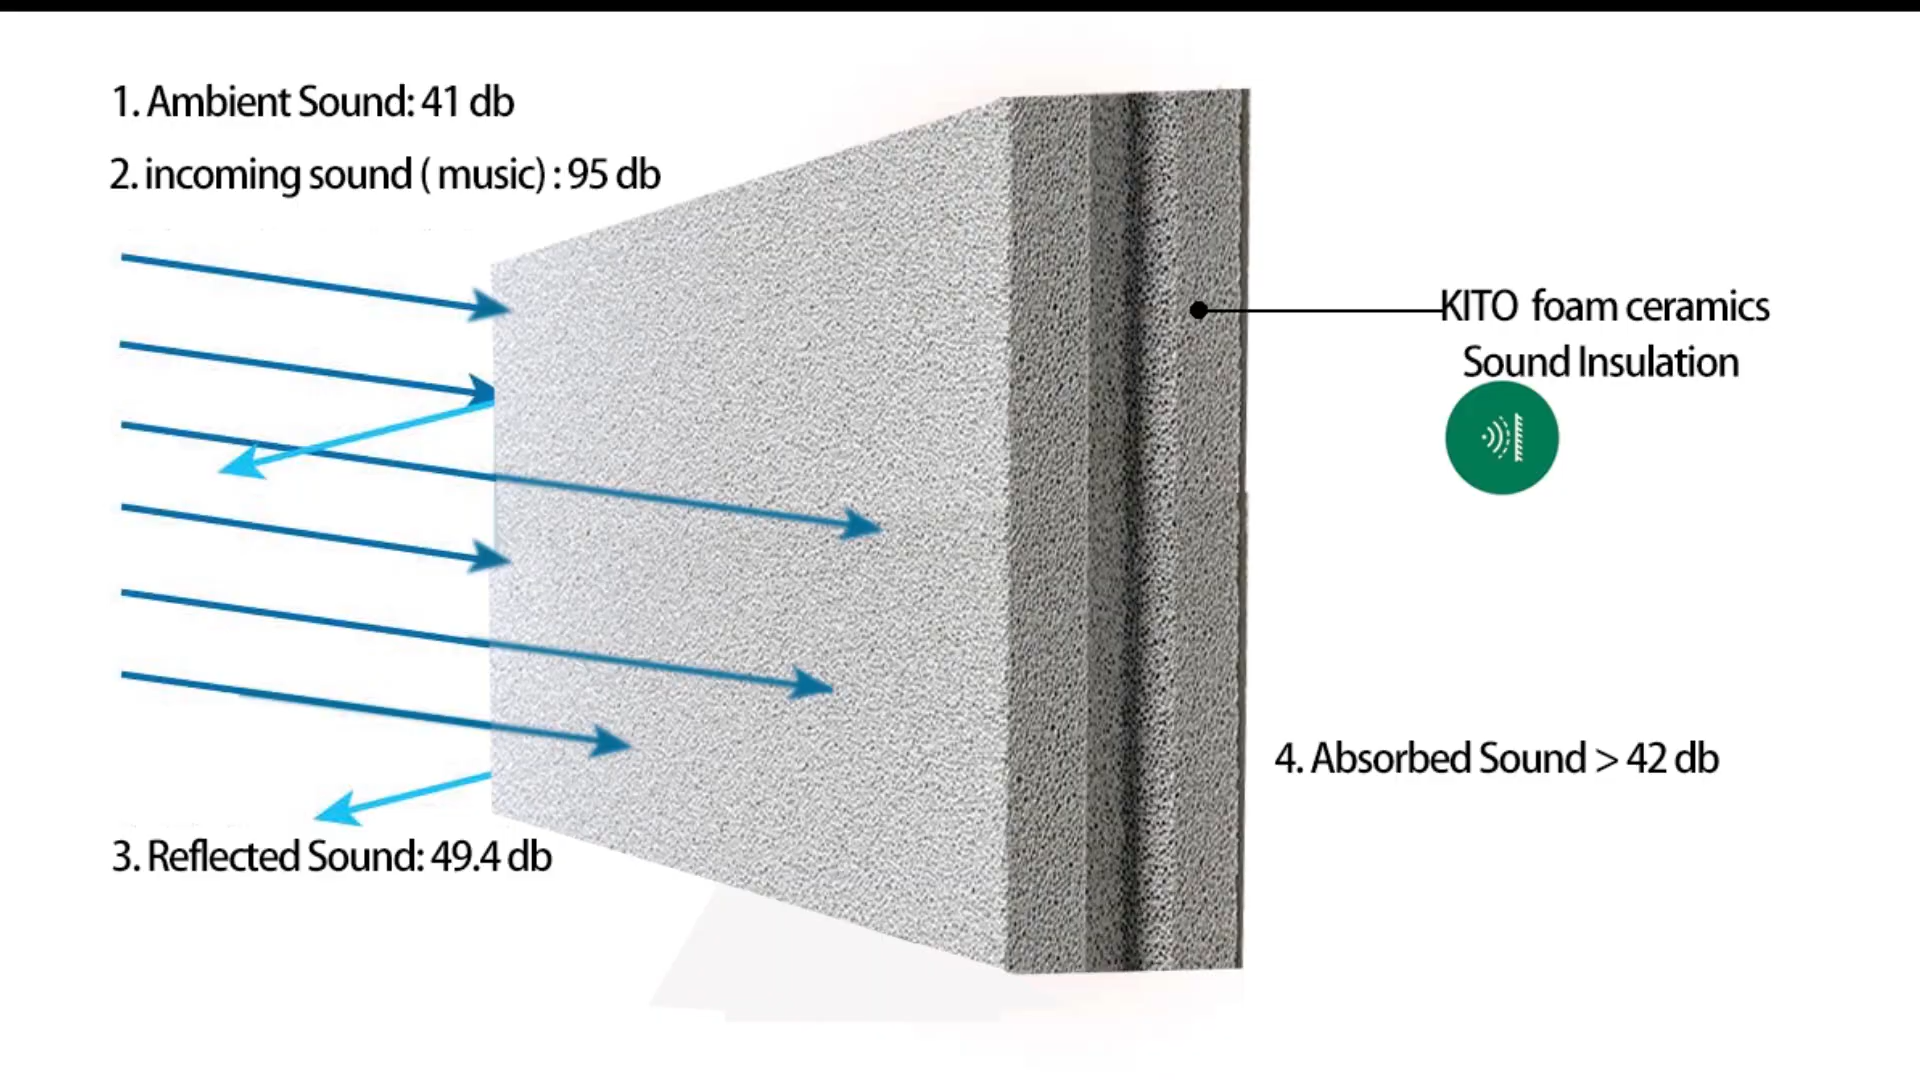 1. Ambient Sound: 41 db
2. incoming sound ( music) : 95 db
KITO foam ceramics
Sound Insulation
4. Absorbed Sound > 42 db
3. Reflected Sound: 49.4 db